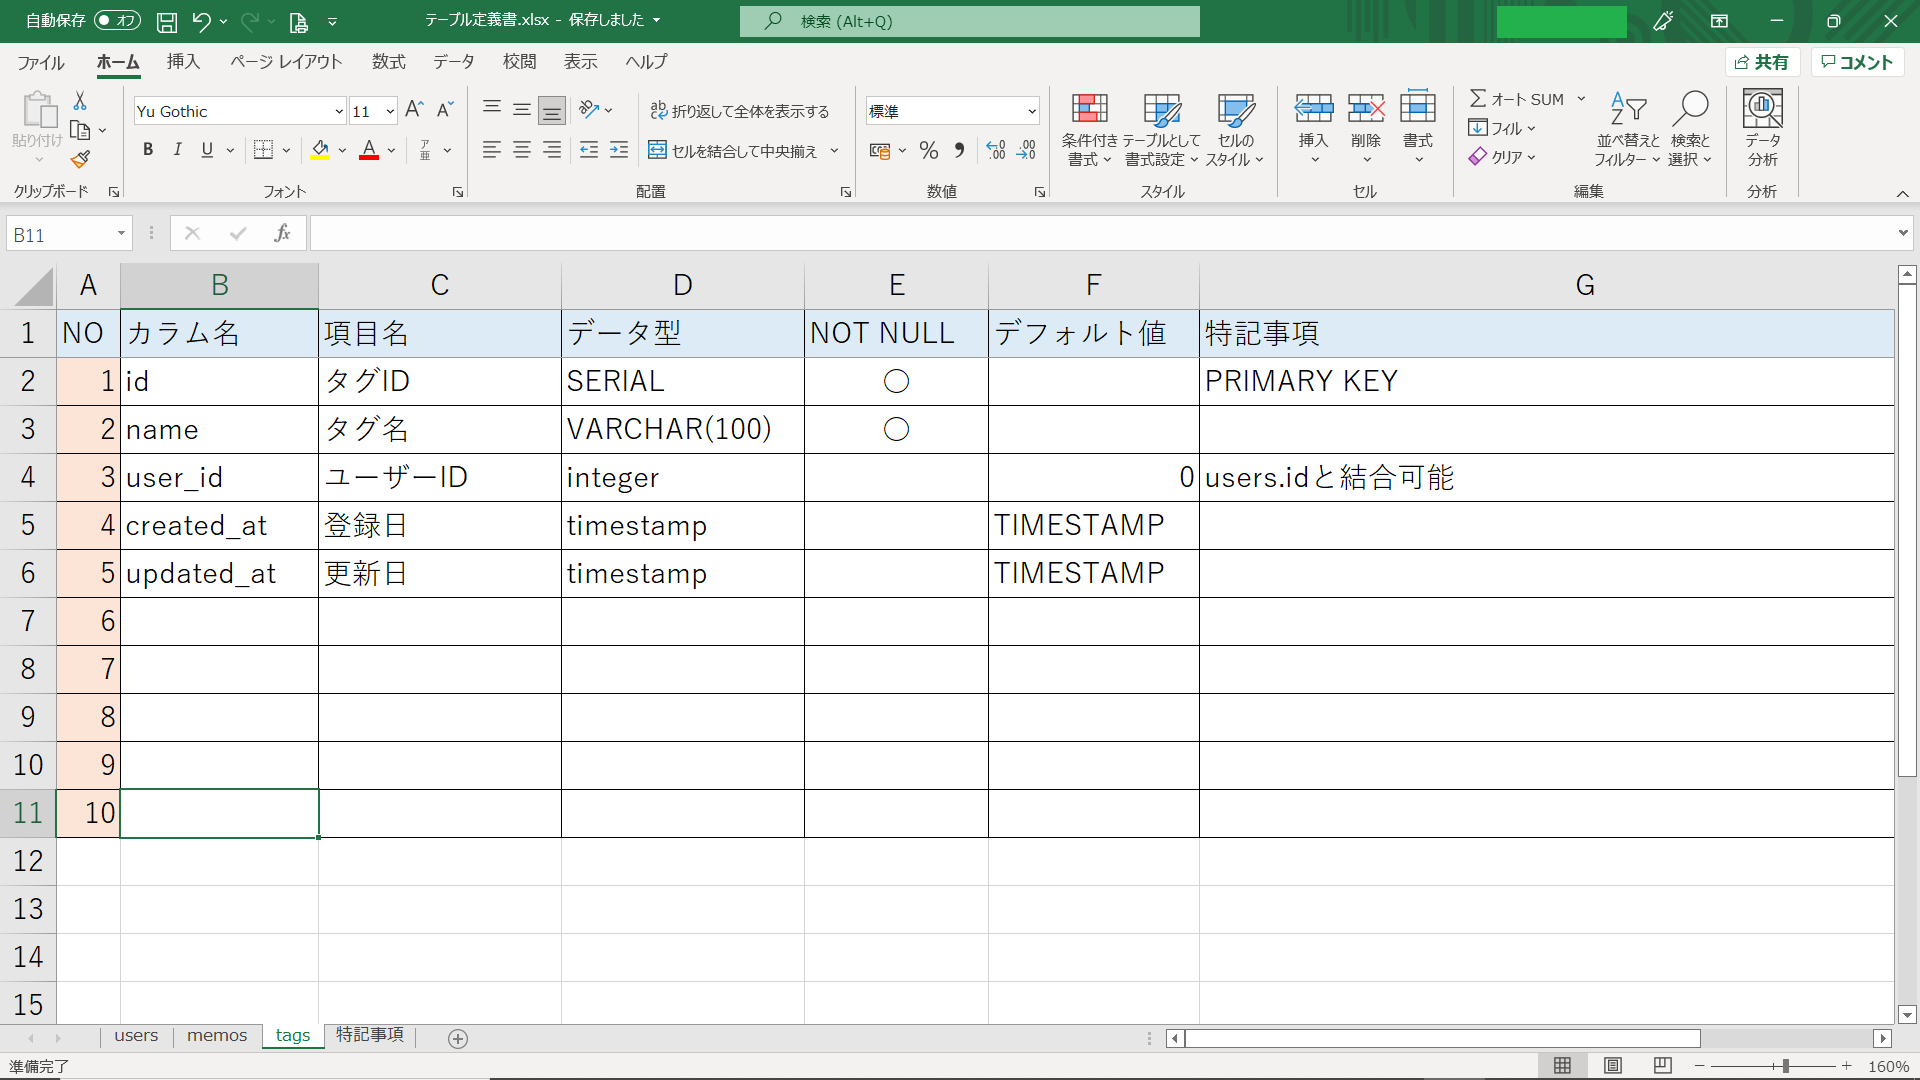 自動保存 オフ テーブル定義書.xlsx - 保存しました 検索 (Alt+Q)
ファイル ホーム 挿入 ページ レイアウト 数式 データ 校閲 表示 ヘルプ 共有 コメント
貼り付け
クリップボード
Yu Gothic 11
B I U A ア亜
フォント
折り返して全体を表示する
セルを結合して中央揃え
配置
標準
% , .00 .00
数値
条件付き書式 テーブルとして書式設定 セルのスタイル
スタイル
挿入 削除 書式
セル
Σ オート SUM
フィル
クリア
並べ替えとフィルター 検索と選択
編集
データ分析
分析
B11 fx
A B C D E F G
1 NO カラム名 項目名 データ型 NOT NULL デフォルト値 特記事項
2 1 id タグID SERIAL 〇 PRIMARY KEY
3 2 name タグ名 VARCHAR(100) 〇
4 3 user_id ユーザーID integer 0 users.idと結合可能
5 4 created_at 登録日 timestamp TIMESTAMP
6 5 updated_at 更新日 timestamp TIMESTAMP
7 6
8 7
9 8
10 9
11 10
12
13
14
15
users memos tags 特記事項
準備完了 160%